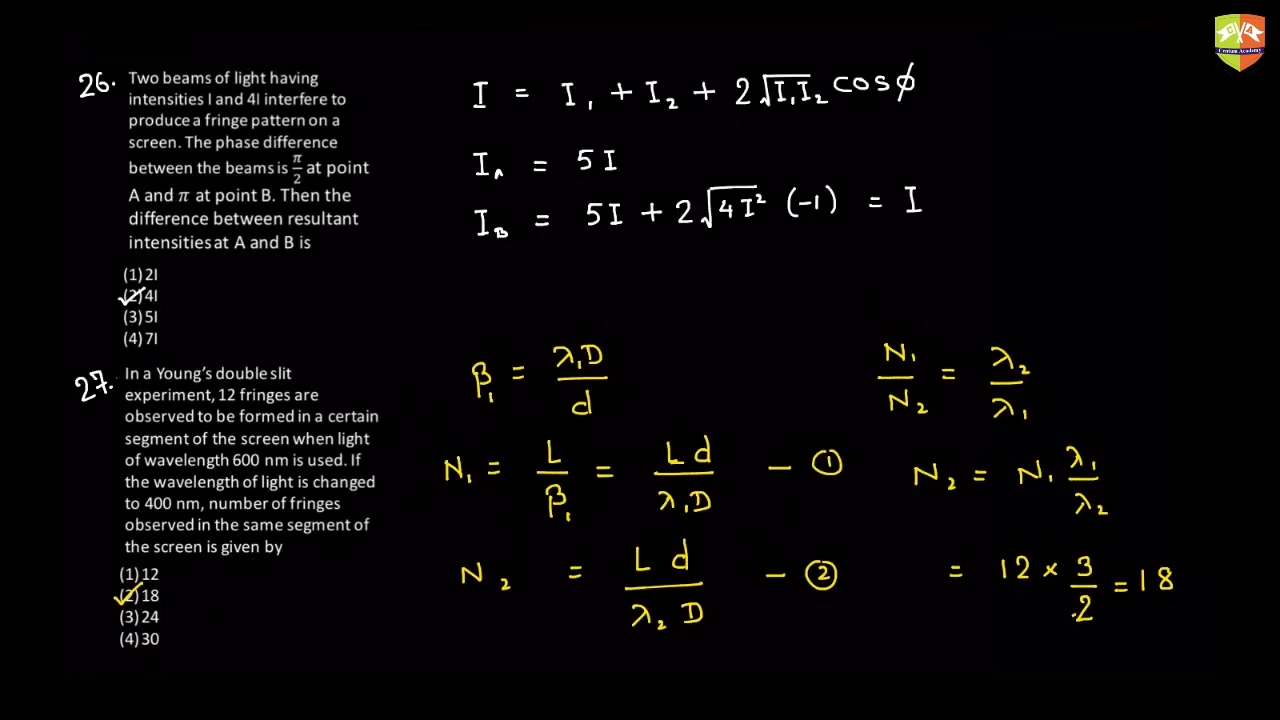 Centum Academy
26. Two beams of light having
intensities I and 4I interfere to
produce a fringe pattern on a
screen. The phase difference
between the beams is π/2 at point
A and π at point B. Then the
difference between resultant
intensities at A and B is
(1) 2I
(2) 4I
(3) 5I
(4) 7I
I = I₁ + I₂ + 2√I₁I₂ cos ϕ
I_A = 5I
I_B = 5I + 2√4I² (-1) = I
27. In a Young's double slit
experiment, 12 fringes are
observed to be formed in a certain
segment of the screen when light
of wavelength 600 nm is used. If
the wavelength of light is changed
to 400 nm, number of fringes
observed in the same segment of
the screen is given by
(1) 12
(2) 18
(3) 24
(4) 30
β₁ = λ₁D/d
N₁ = L/β₁ = Ld/λ₁D - ①
N₂ = Ld/λ₂D - ②
N₁/N₂ = λ₂/λ₁
N₂ = N₁ λ₁/λ₂
= 12 × 3/2 = 18